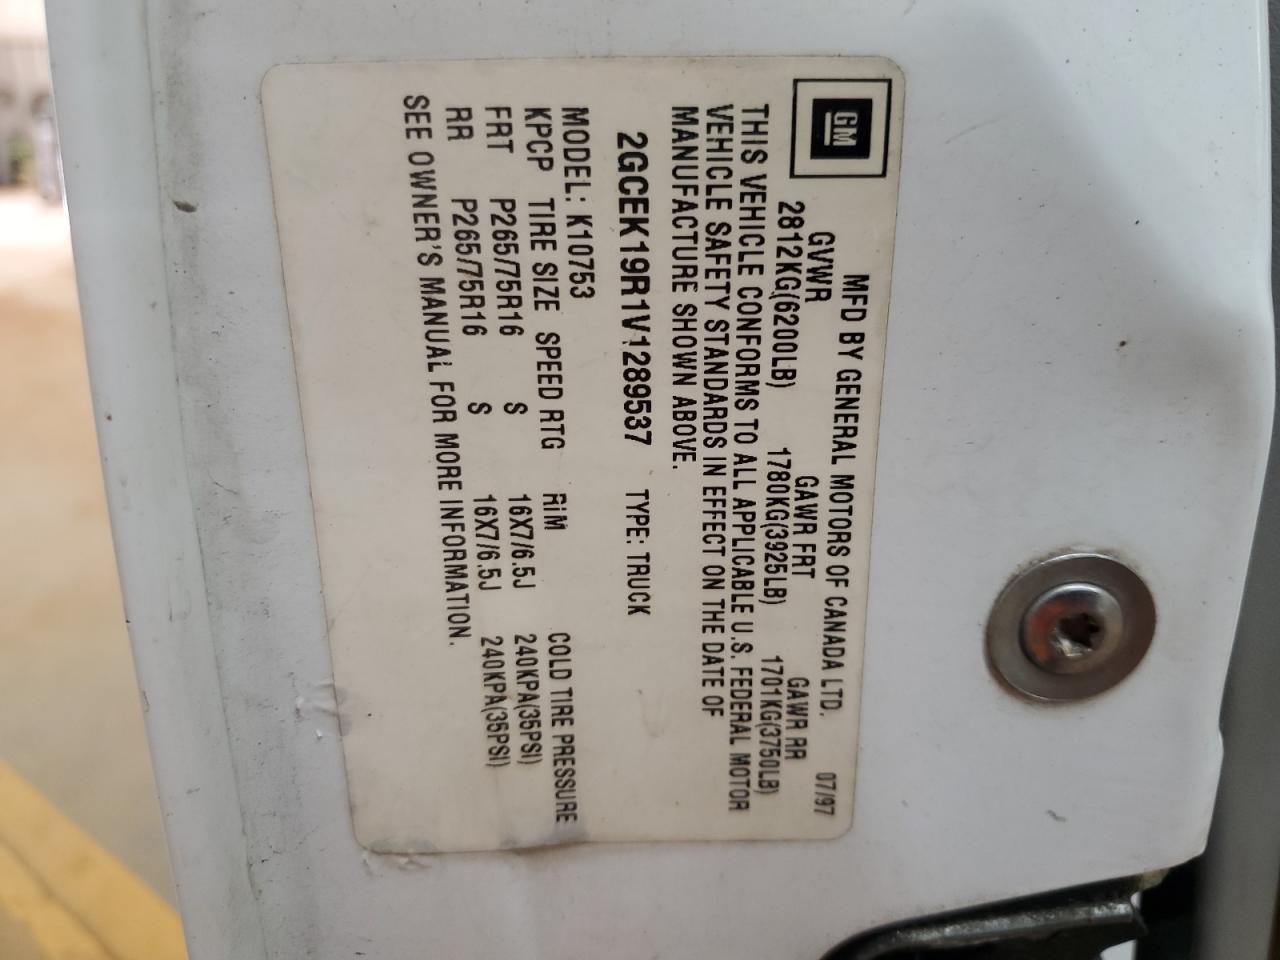 GM
MFD BY GENERAL MOTORS OF CANADA LTD. 07/97
GVWR GAWR FRT GAWR RR
2812KG(6200LB) 1780KG(3925LB) 1701KG(3750LB)
THIS VEHICLE CONFORMS TO ALL APPLICABLE U.S. FEDERAL MOTOR
VEHICLE SAFETY STANDARDS IN EFFECT ON THE DATE OF
MANUFACTURE SHOWN ABOVE.
2GCEK19R1V1289537 TYPE: TRUCK
MODEL: K10753
KPCP TIRE SIZE SPEED RTG RIM COLD TIRE PRESSURE
FRT P265/75R16 S 16X7/6.5J 240KPA(35PSI)
RR P265/75R16 S 16X7/6.5J 240KPA(35PSI)
SEE OWNER'S MANUAL FOR MORE INFORMATION.